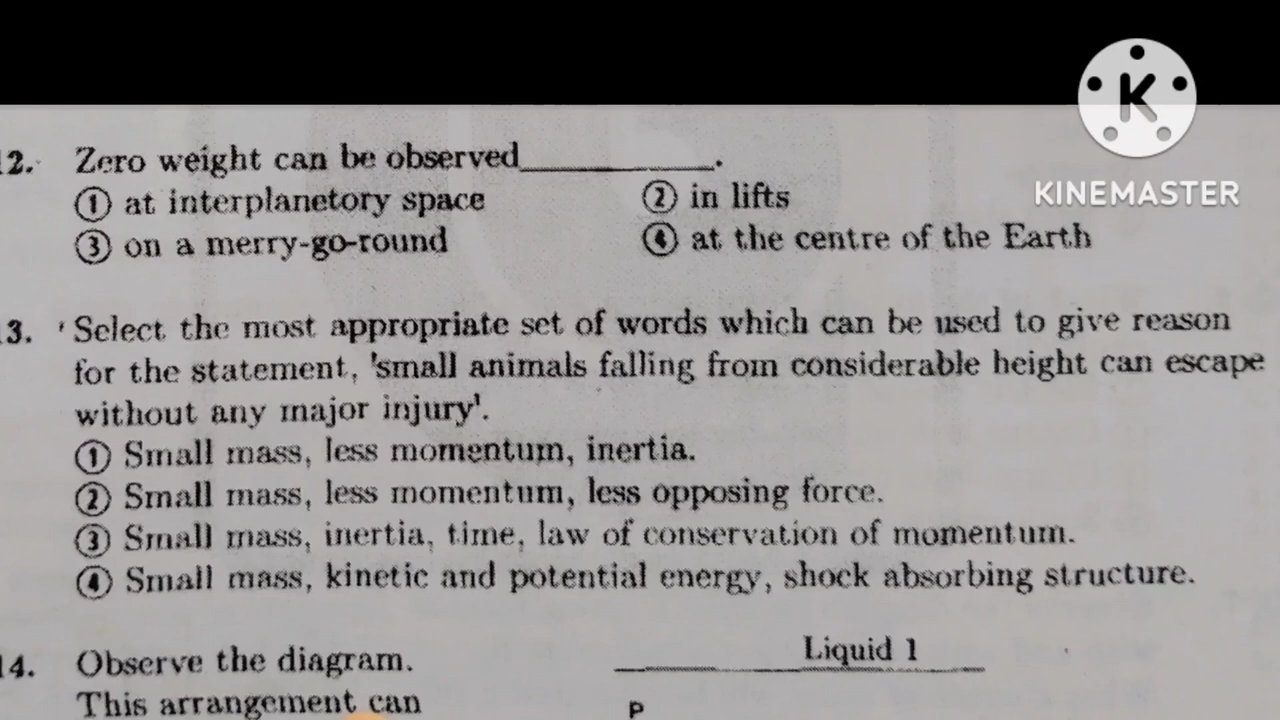 K
KINEMASTER
12. Zero weight can be observed__________.
① at interplanetory space ② in lifts
③ on a merry-go-round ④ at the centre of the Earth
13. 'Select the most appropriate set of words which can be used to give reason
for the statement, 'small animals falling from considerable height can escape
without any major injury'.
① Small mass, less momentum, inertia.
② Small mass, less momentum, less opposing force.
③ Small mass, inertia, time, law of conservation of momentum.
④ Small mass, kinetic and potential energy, shock absorbing structure.
14. Observe the diagram. Liquid 1
This arrangement can P